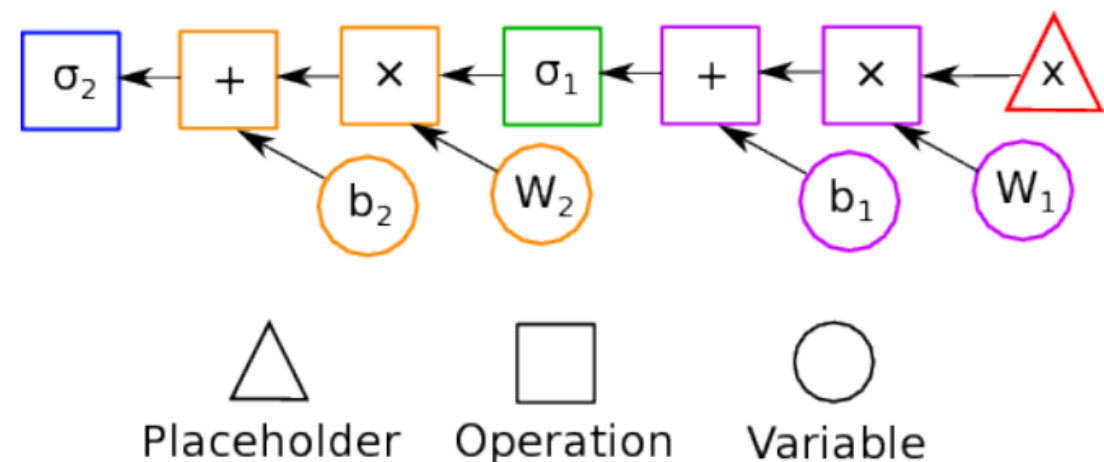 σ₂ + × σ₁ + × x
b₂ W₂ b₁ W₁
Placeholder Operation Variable